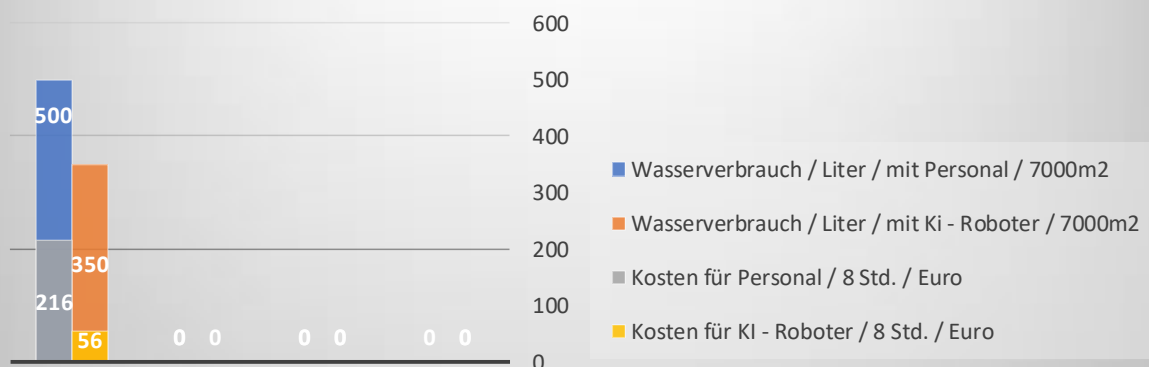 600
500
500
400
Wasserverbrauch / Liter / mit Personal / 7000m2
300
Wasserverbrauch / Liter / mit Ki - Roboter / 7000m2
350
200
Kosten für Personal / 8 Std. / Euro
216
100
56
0 0 0 0 0 0
Kosten für KI - Roboter / 8 Std. / Euro
0